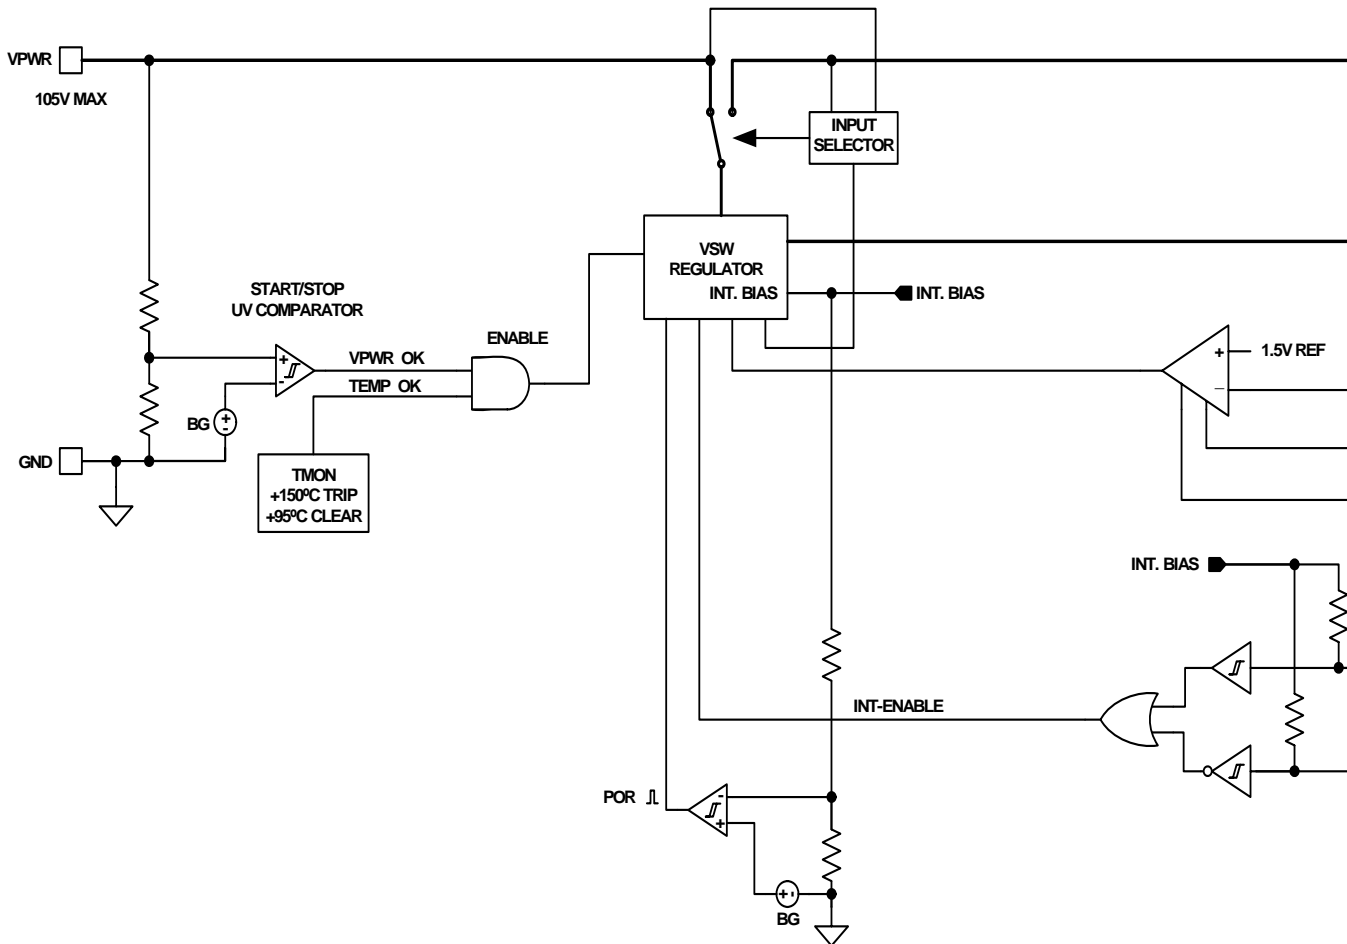 VPWR
105V MAX
INPUT
SELECTOR
VSW
REGULATOR
INT. BIAS
INT. BIAS
START/STOP
UV COMPARATOR
ENABLE
+
-
VPWR OK
TEMP OK
BG
+
-
GND
TMON
+150ºC TRIP
+95ºC CLEAR
+
1.5V REF
–
INT. BIAS
INT-ENABLE
POR
-
+
+ -
BG